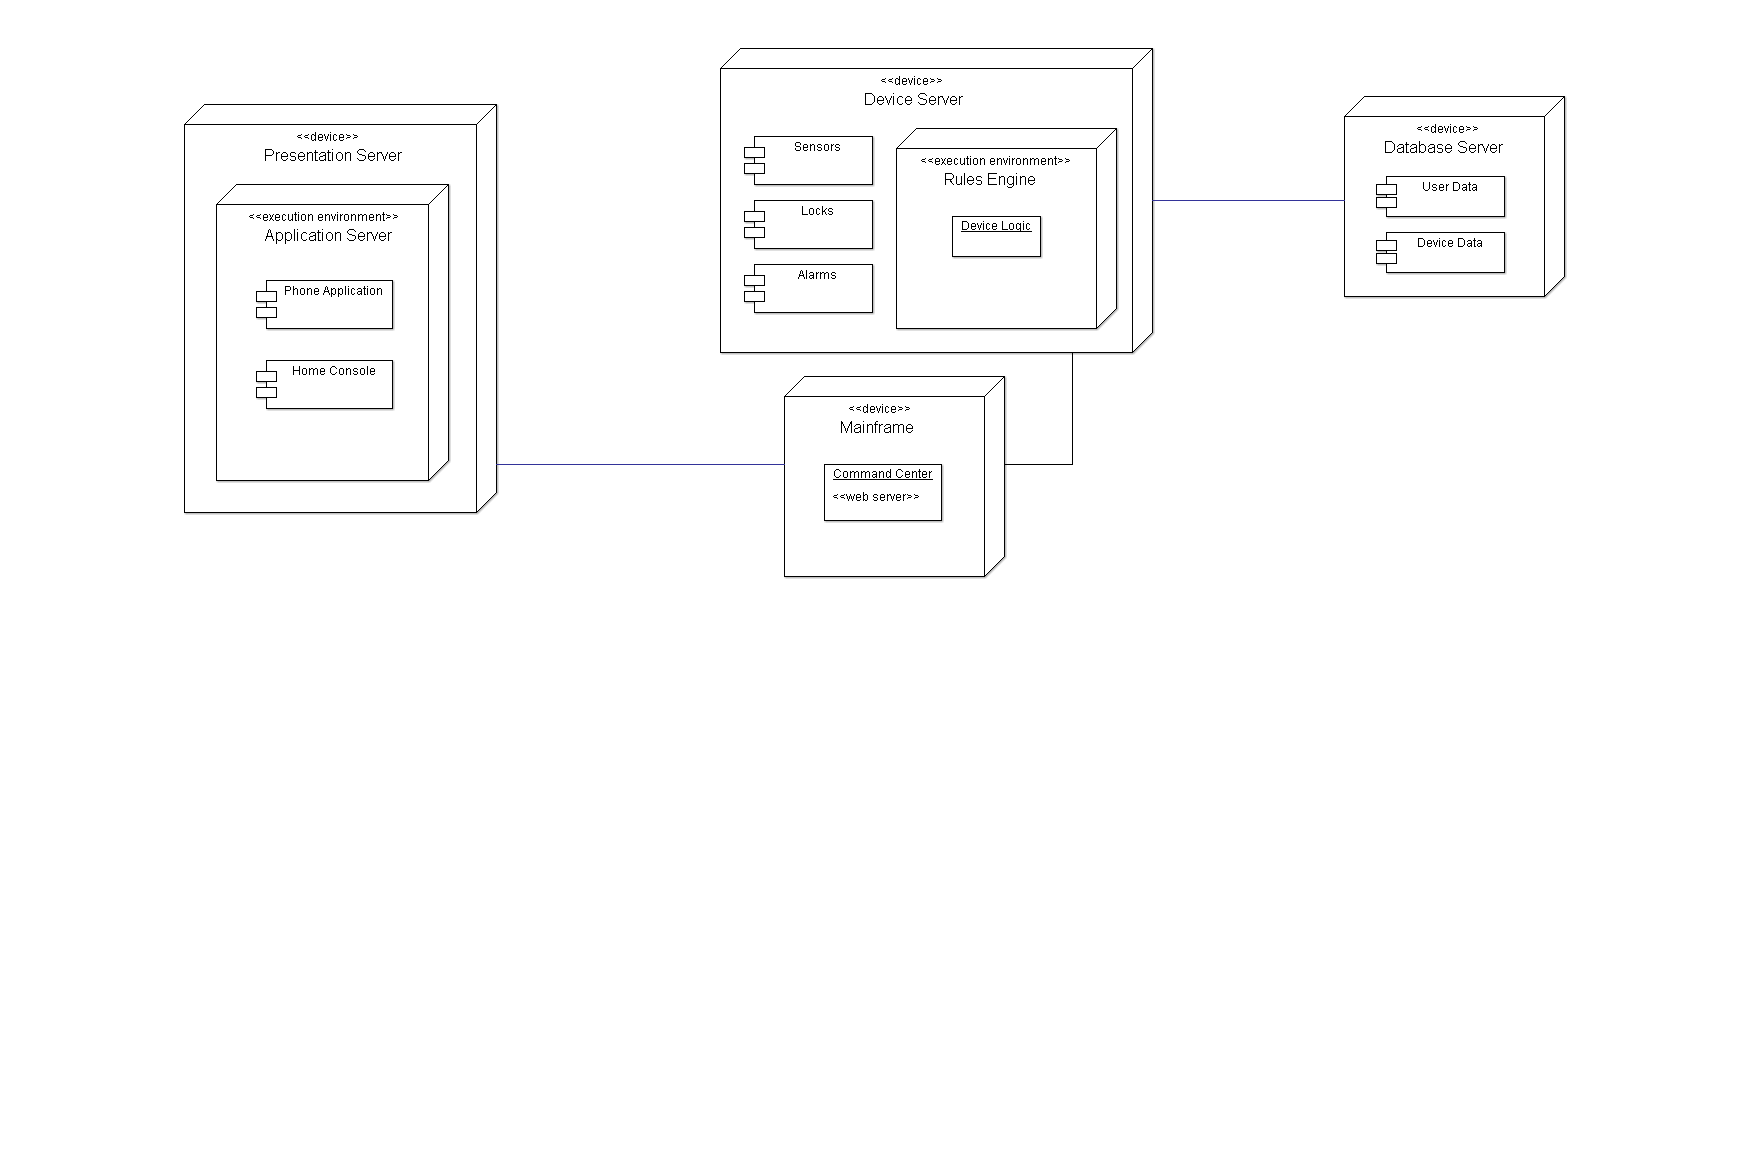 <<device>>
Presentation Server
<<execution environment>>
Application Server
Phone Application
Home Console
<<device>>
Device Server
Sensors
Locks
Alarms
<<execution environment>>
Rules Engine
Device Logic
<<device>>
Mainframe
Command Center
<<web server>>
<<device>>
Database Server
User Data
Device Data